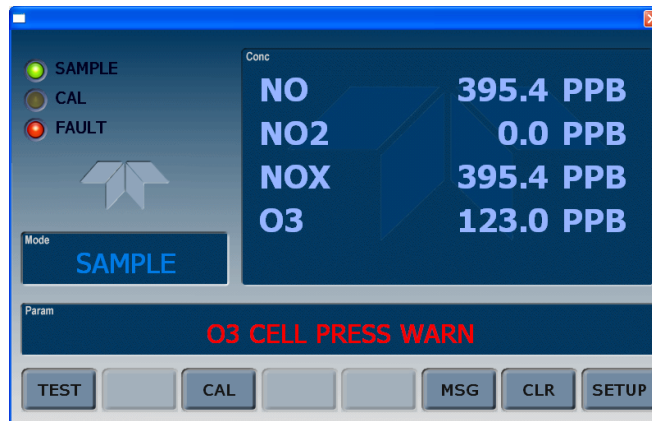 SAMPLE
CAL
FAULT
Conc
NO 395.4 PPB
NO2 0.0 PPB
NOX 395.4 PPB
O3 123.0 PPB
Mode
SAMPLE
Param
O3 CELL PRESS WARN
TEST CAL MSG CLR SETUP